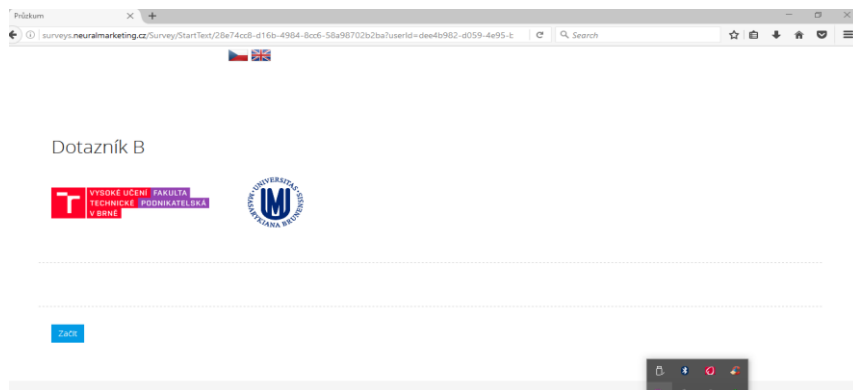 Průzkum
surveys.neuralmarketing.cz/Survey/StartText/28e74cc8-d16b-4984-8cc6-58a98702b2ba?userId=dee4b982-d059-4e95-b
Search
Dotazník B
VYSOKÉ UČENÍ FAKULTA
TECHNICKÉ PODNIKATELSKÁ
V BRNĚ
UNIVERSITAS
MASARYKIANA BRUNENSIS
Začít